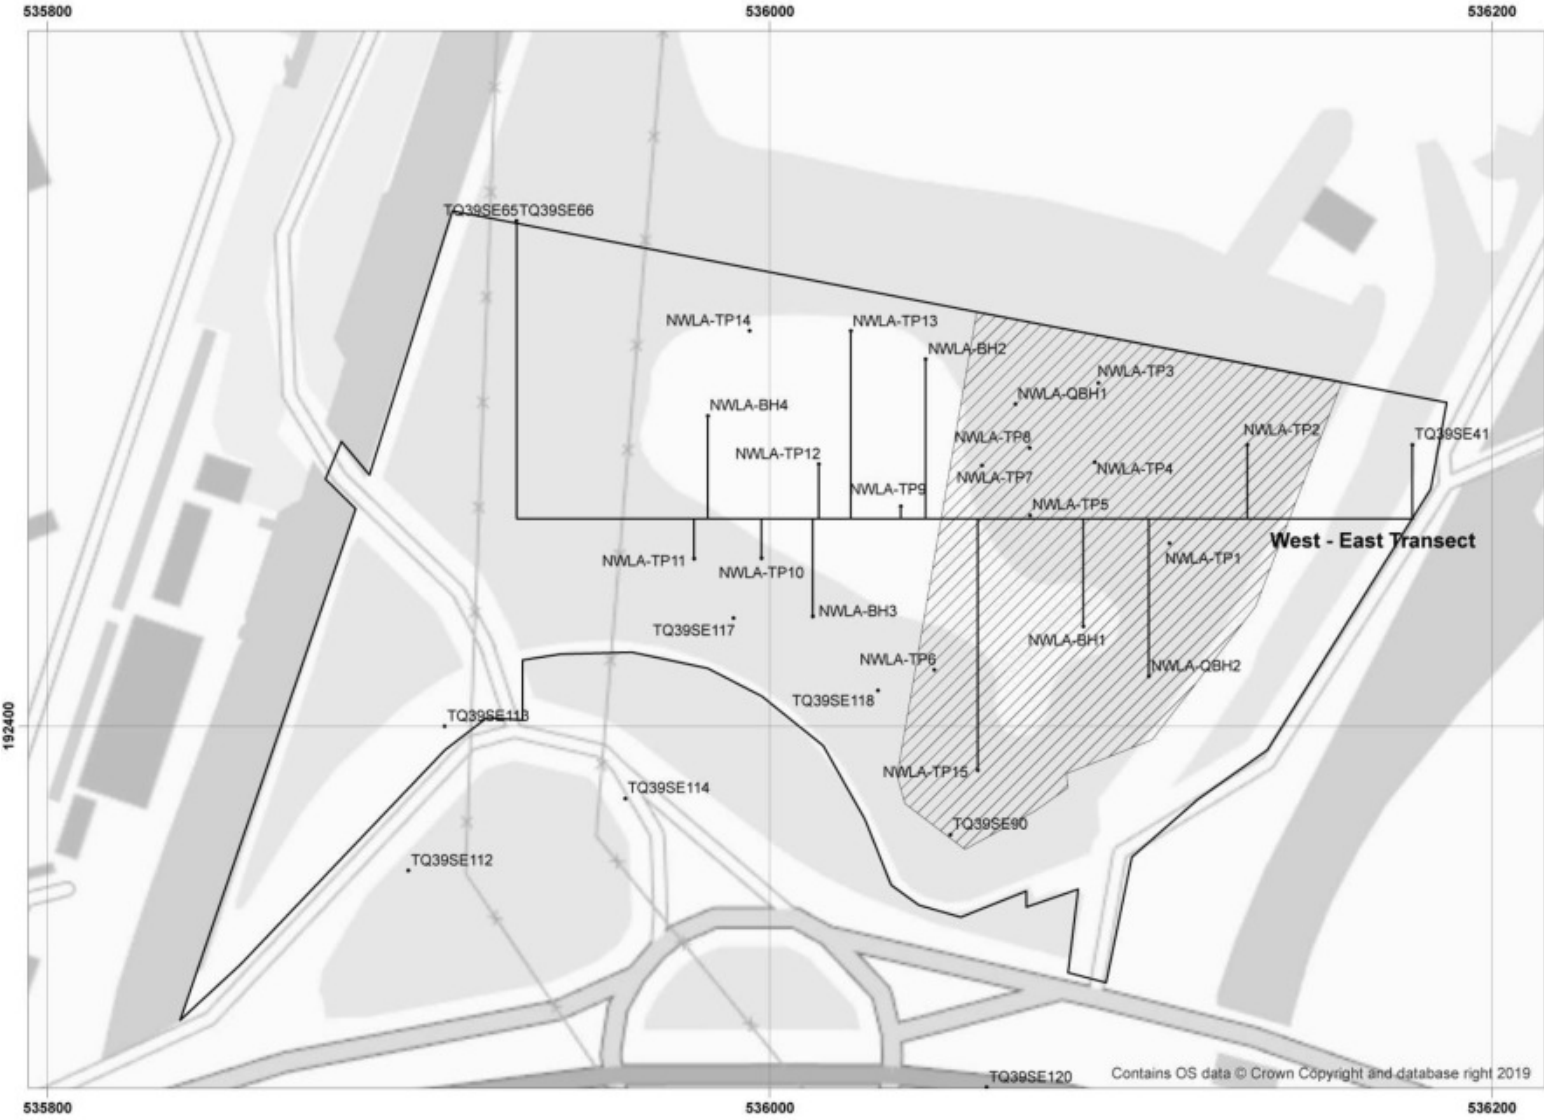 535800
536000
536200
TQ39SE65TQ39SE66
NWLA-TP14
NWLA-TP13
NWLA-BH2
NWLA-TP3
NWLA-QBH1
NWLA-BH4
NWLA-TP8
NWLA-TP2
TQ39SE41
NWLA-TP12
NWLA-TP4
NWLA-TP7
NWLA-TP9
NWLA-TP5
West - East Transect
NWLA-TP11
NWLA-TP10
NWLA-TP1
NWLA-BH3
TQ39SE117
NWLA-BH1
NWLA-TP6
NWLA-QBH2
TQ39SE118
TQ39SE113
192400
NWLA-TP15
TQ39SE114
TQ39SE90
TQ39SE112
TQ39SE120
Contains OS data © Crown Copyright and database right 2019
535800
536000
536200